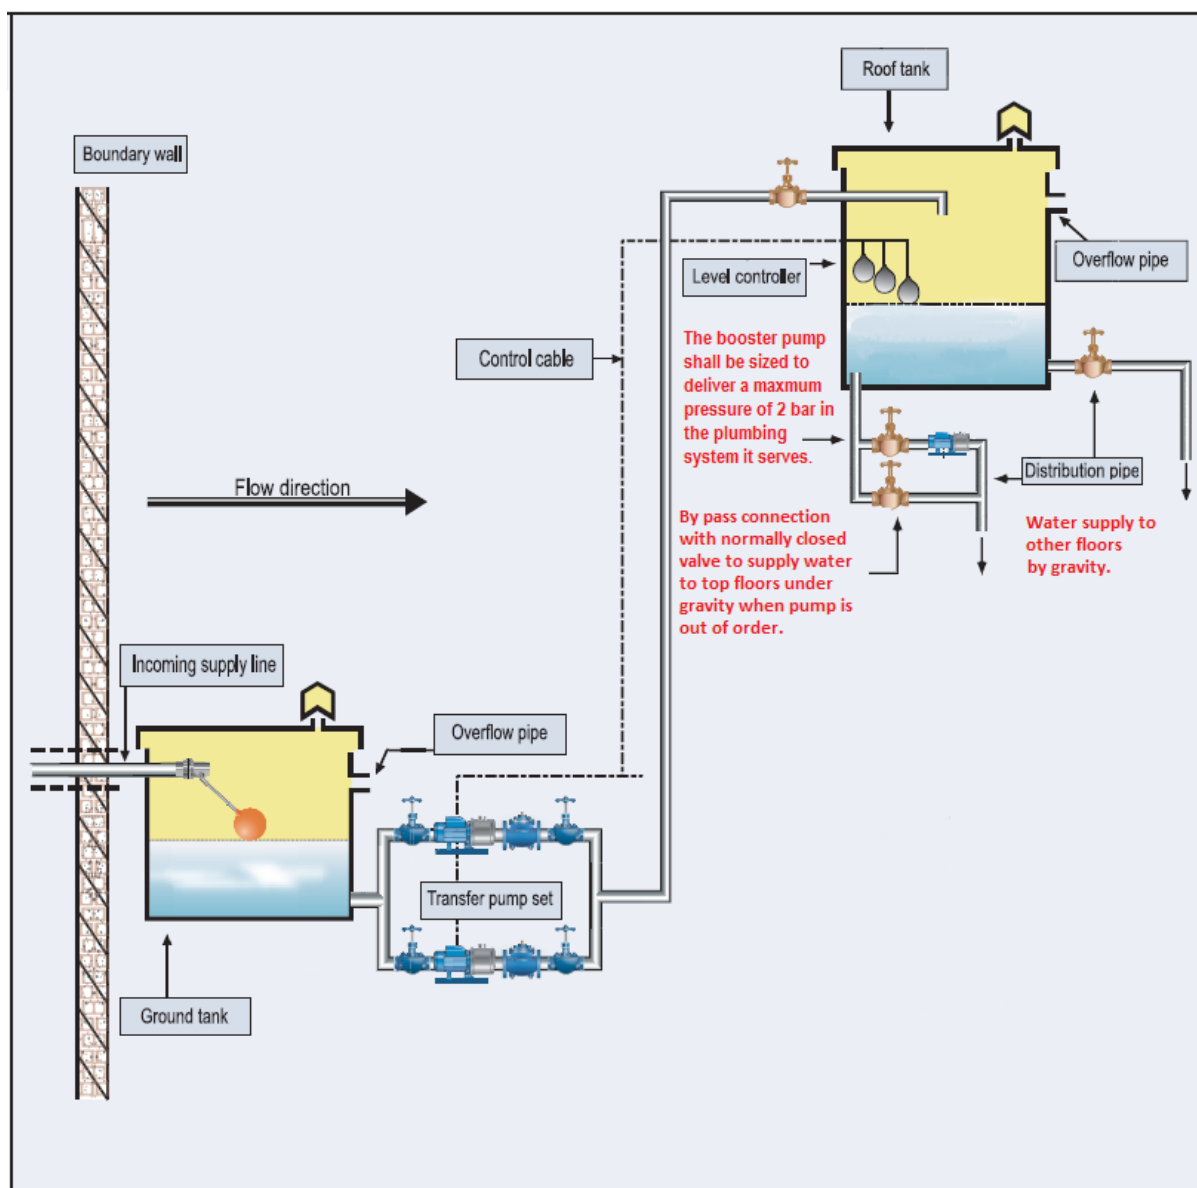 Roof tank
Boundary wall
Overflow pipe
Level controller
The booster pump
shall be sized to
deliver a maxmum
pressure of 2 bar in
the plumbing
system it serves.
Control cable
Distribution pipe
Flow direction
By pass connection
with normally closed
valve to supply water
to top floors under
gravity when pump is
out of order.
Water supply to
other floors
by gravity.
Incoming supply line
Overflow pipe
Transfer pump set
Ground tank